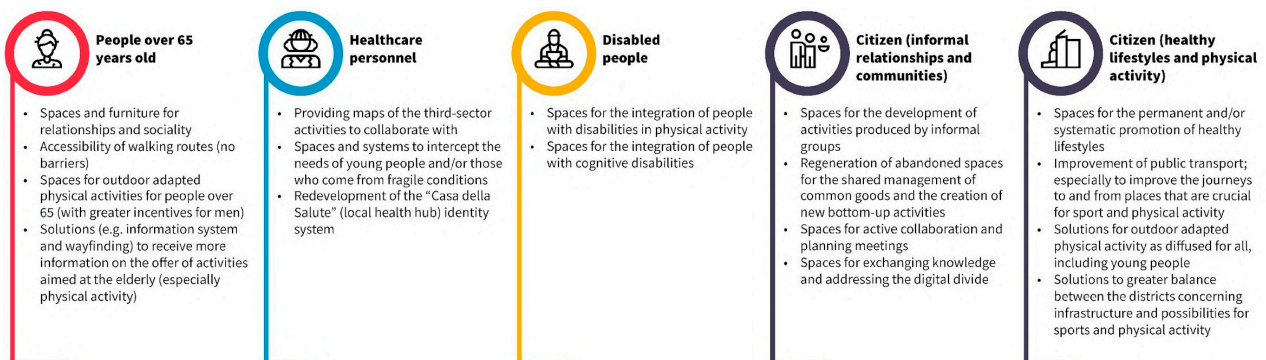 People over 65
years old
• Spaces and furniture for
relationships and sociality
• Accessibility of walking routes (no
barriers)
• Spaces for outdoor adapted
physical activities for people over
65 (with greater incentives for men)
• Solutions (e.g. information system
and wayfinding) to receive more
information on the offer of activities
aimed at the elderly (especially
physical activity)
Healthcare
personnel
• Providing maps of the third-sector
activities to collaborate with
• Spaces and systems to intercept the
needs of young people and/or those
who come from fragile conditions
• Redevelopment of the “Casa della
Salute” (local health hub) identity
system
Disabled
people
• Spaces for the integration of people
with disabilities in physical activity
• Spaces for the integration of people
with cognitive disabilities
Citizen (informal
relationships and
communities)
• Spaces for the development of
activities produced by informal
groups
• Regeneration of abandoned spaces
for the shared management of
common goods and the creation of
new bottom-up activities
• Spaces for active collaboration and
planning meetings
• Spaces for exchanging knowledge
and addressing the digital divide
Citizen (healthy
lifestyles and physical
activity)
• Spaces for the permanent and/or
systematic promotion of healthy
lifestyles
• Improvement of public transport;
especially to improve the journeys
to and from places that are crucial
for sport and physical activity
• Solutions for outdoor adapted
physical activity as diffused for all,
including young people
• Solutions to greater balance
between the districts concerning
infrastructure and possibilities for
sports and physical activity